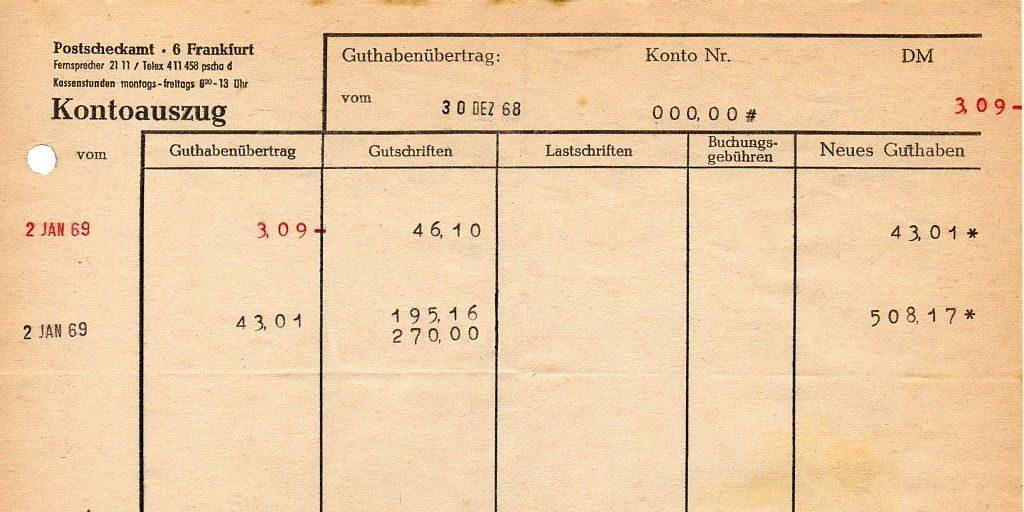 Postscheckamt · 6 Frankfurt
Fernsprecher 21 11 / Telex 411 458 pscha d
Kassenstunden montags-freitags 8³⁰-13 Uhr
Kontoauszug
Guthabenübertrag: Konto Nr. DM
vom 30 DEZ 68 000,00# 3,09-
vom Guthabenübertrag Gutschriften Lastschriften Buchungs-gebühren Neues Guthaben
2 JAN 69 3,09- 46,10 43,01*
2 JAN 69 43,01 195,16 508,17*
270,00